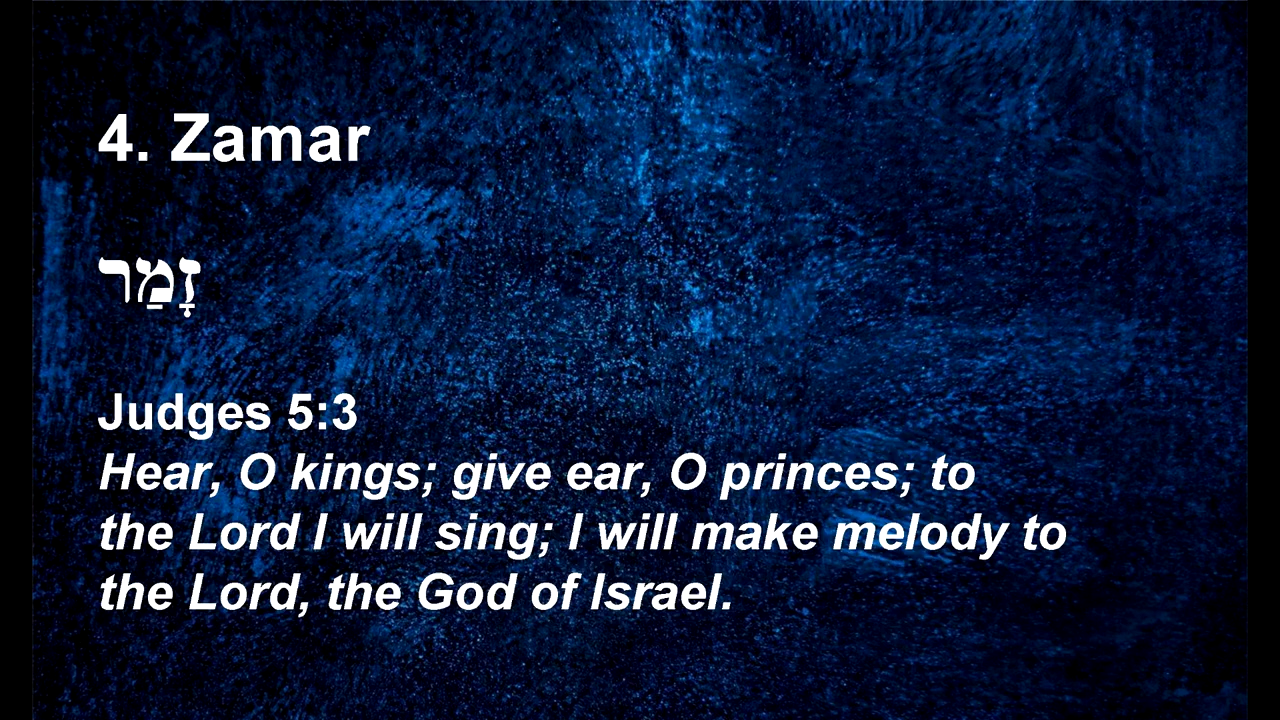 4. Zamar
זָמַר
Judges 5:3
Hear, O kings; give ear, O princes; to
the Lord I will sing; I will make melody to
the Lord, the God of Israel.